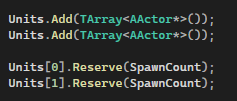 Units.Add(TArray<AActor*>());
Units.Add(TArray<AActor*>());
Units[0].Reserve(SpawnCount);
Units[1].Reserve(SpawnCount);